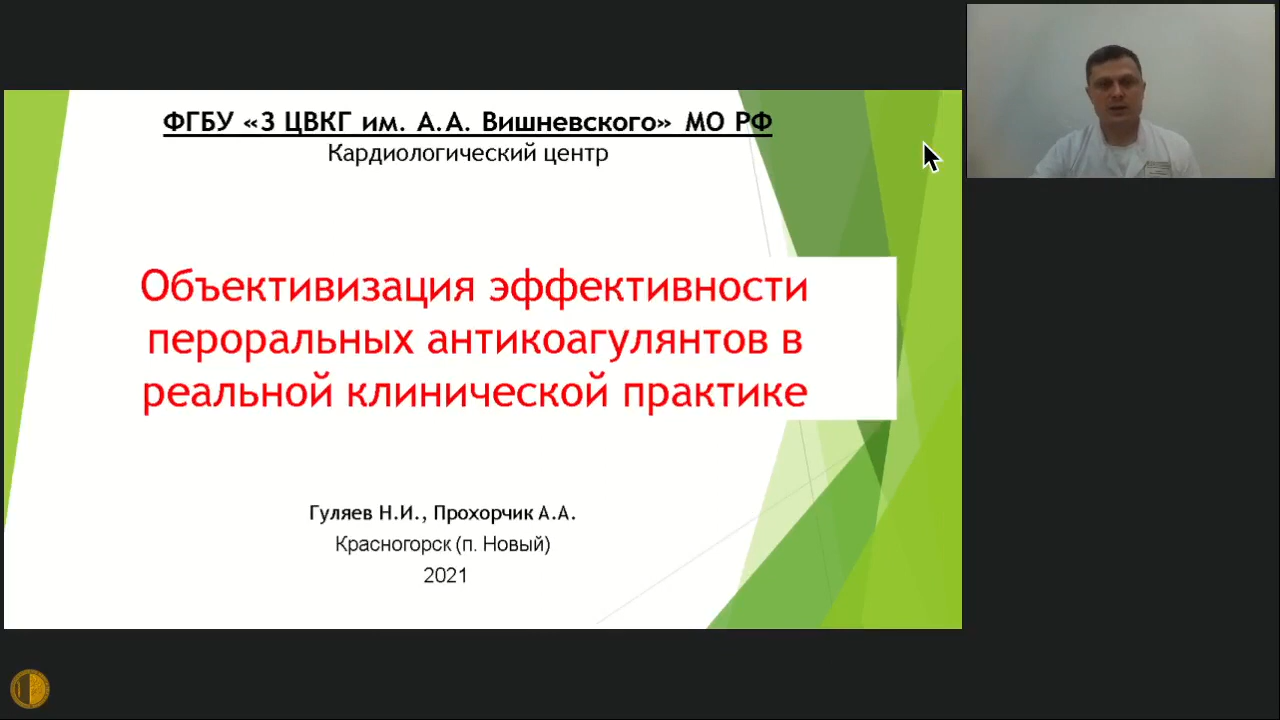 ФГБУ «3 ЦВКГ им. А.А. Вишневского» МО РФ
Кардиологический центр
Объективизация эффективности
пероральных антикоагулянтов в
реальной клинической практике
Гуляев Н.И., Прохорчик А.А.
Красногорск (п. Новый)
2021